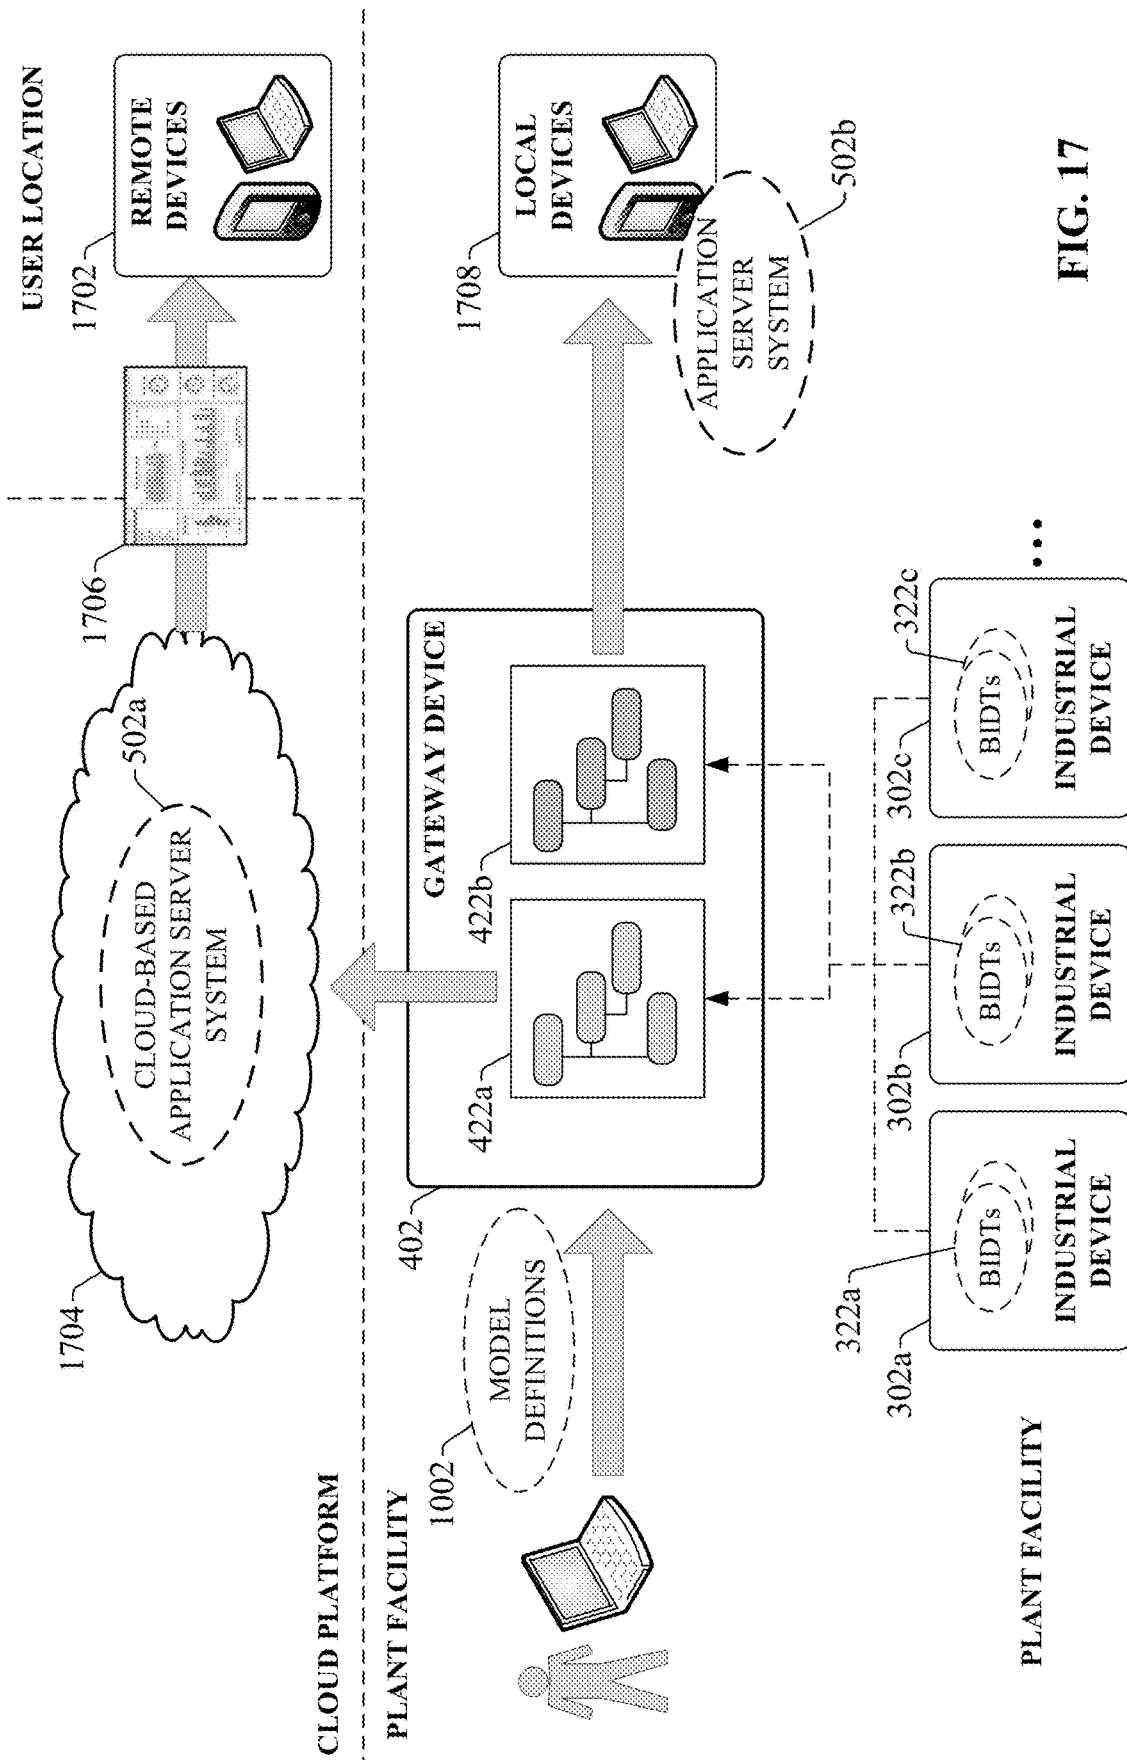 USER LOCATION
1702
REMOTE
DEVICES
1706
1704
CLOUD-BASED
APPLICATION SERVER
SYSTEM
502a
CLOUD PLATFORM
PLANT FACILITY
1002
MODEL
DEFINITIONS
402
GATEWAY DEVICE
422a
422b
1708
LOCAL
DEVICES
APPLICATION
SERVER
SYSTEM
502b
302a
322a
BIDTs
INDUSTRIAL
DEVICE
302b
322b
BIDTs
INDUSTRIAL
DEVICE
302c
322c
BIDTs
INDUSTRIAL
DEVICE
...
PLANT FACILITY
FIG. 17